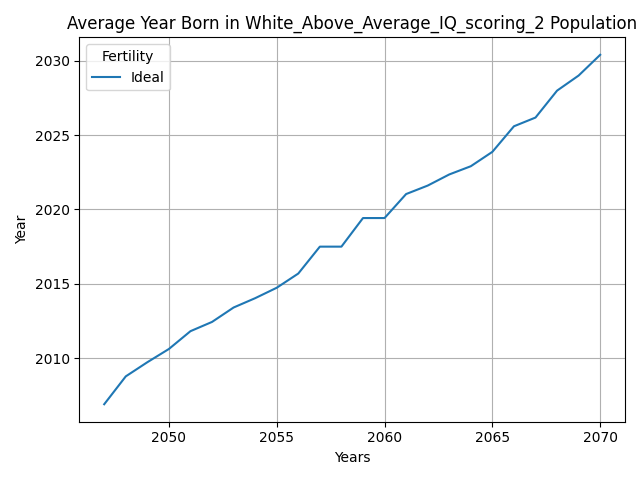 Average Year Born in White_Above_Average_IQ_scoring_2 Population
Fertility
Ideal
2030
2025
2020
2015
2010
Year
2050 2055 2060 2065 2070
Years